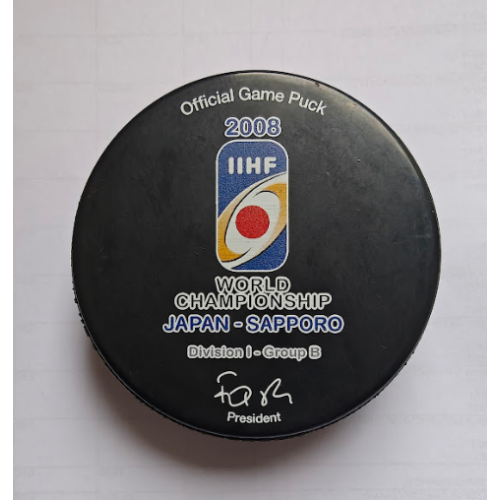 Official Game Puck
2008
IIHF
WORLD
CHAMPIONSHIP
JAPAN - SAPPORO
Division I - Group B
President